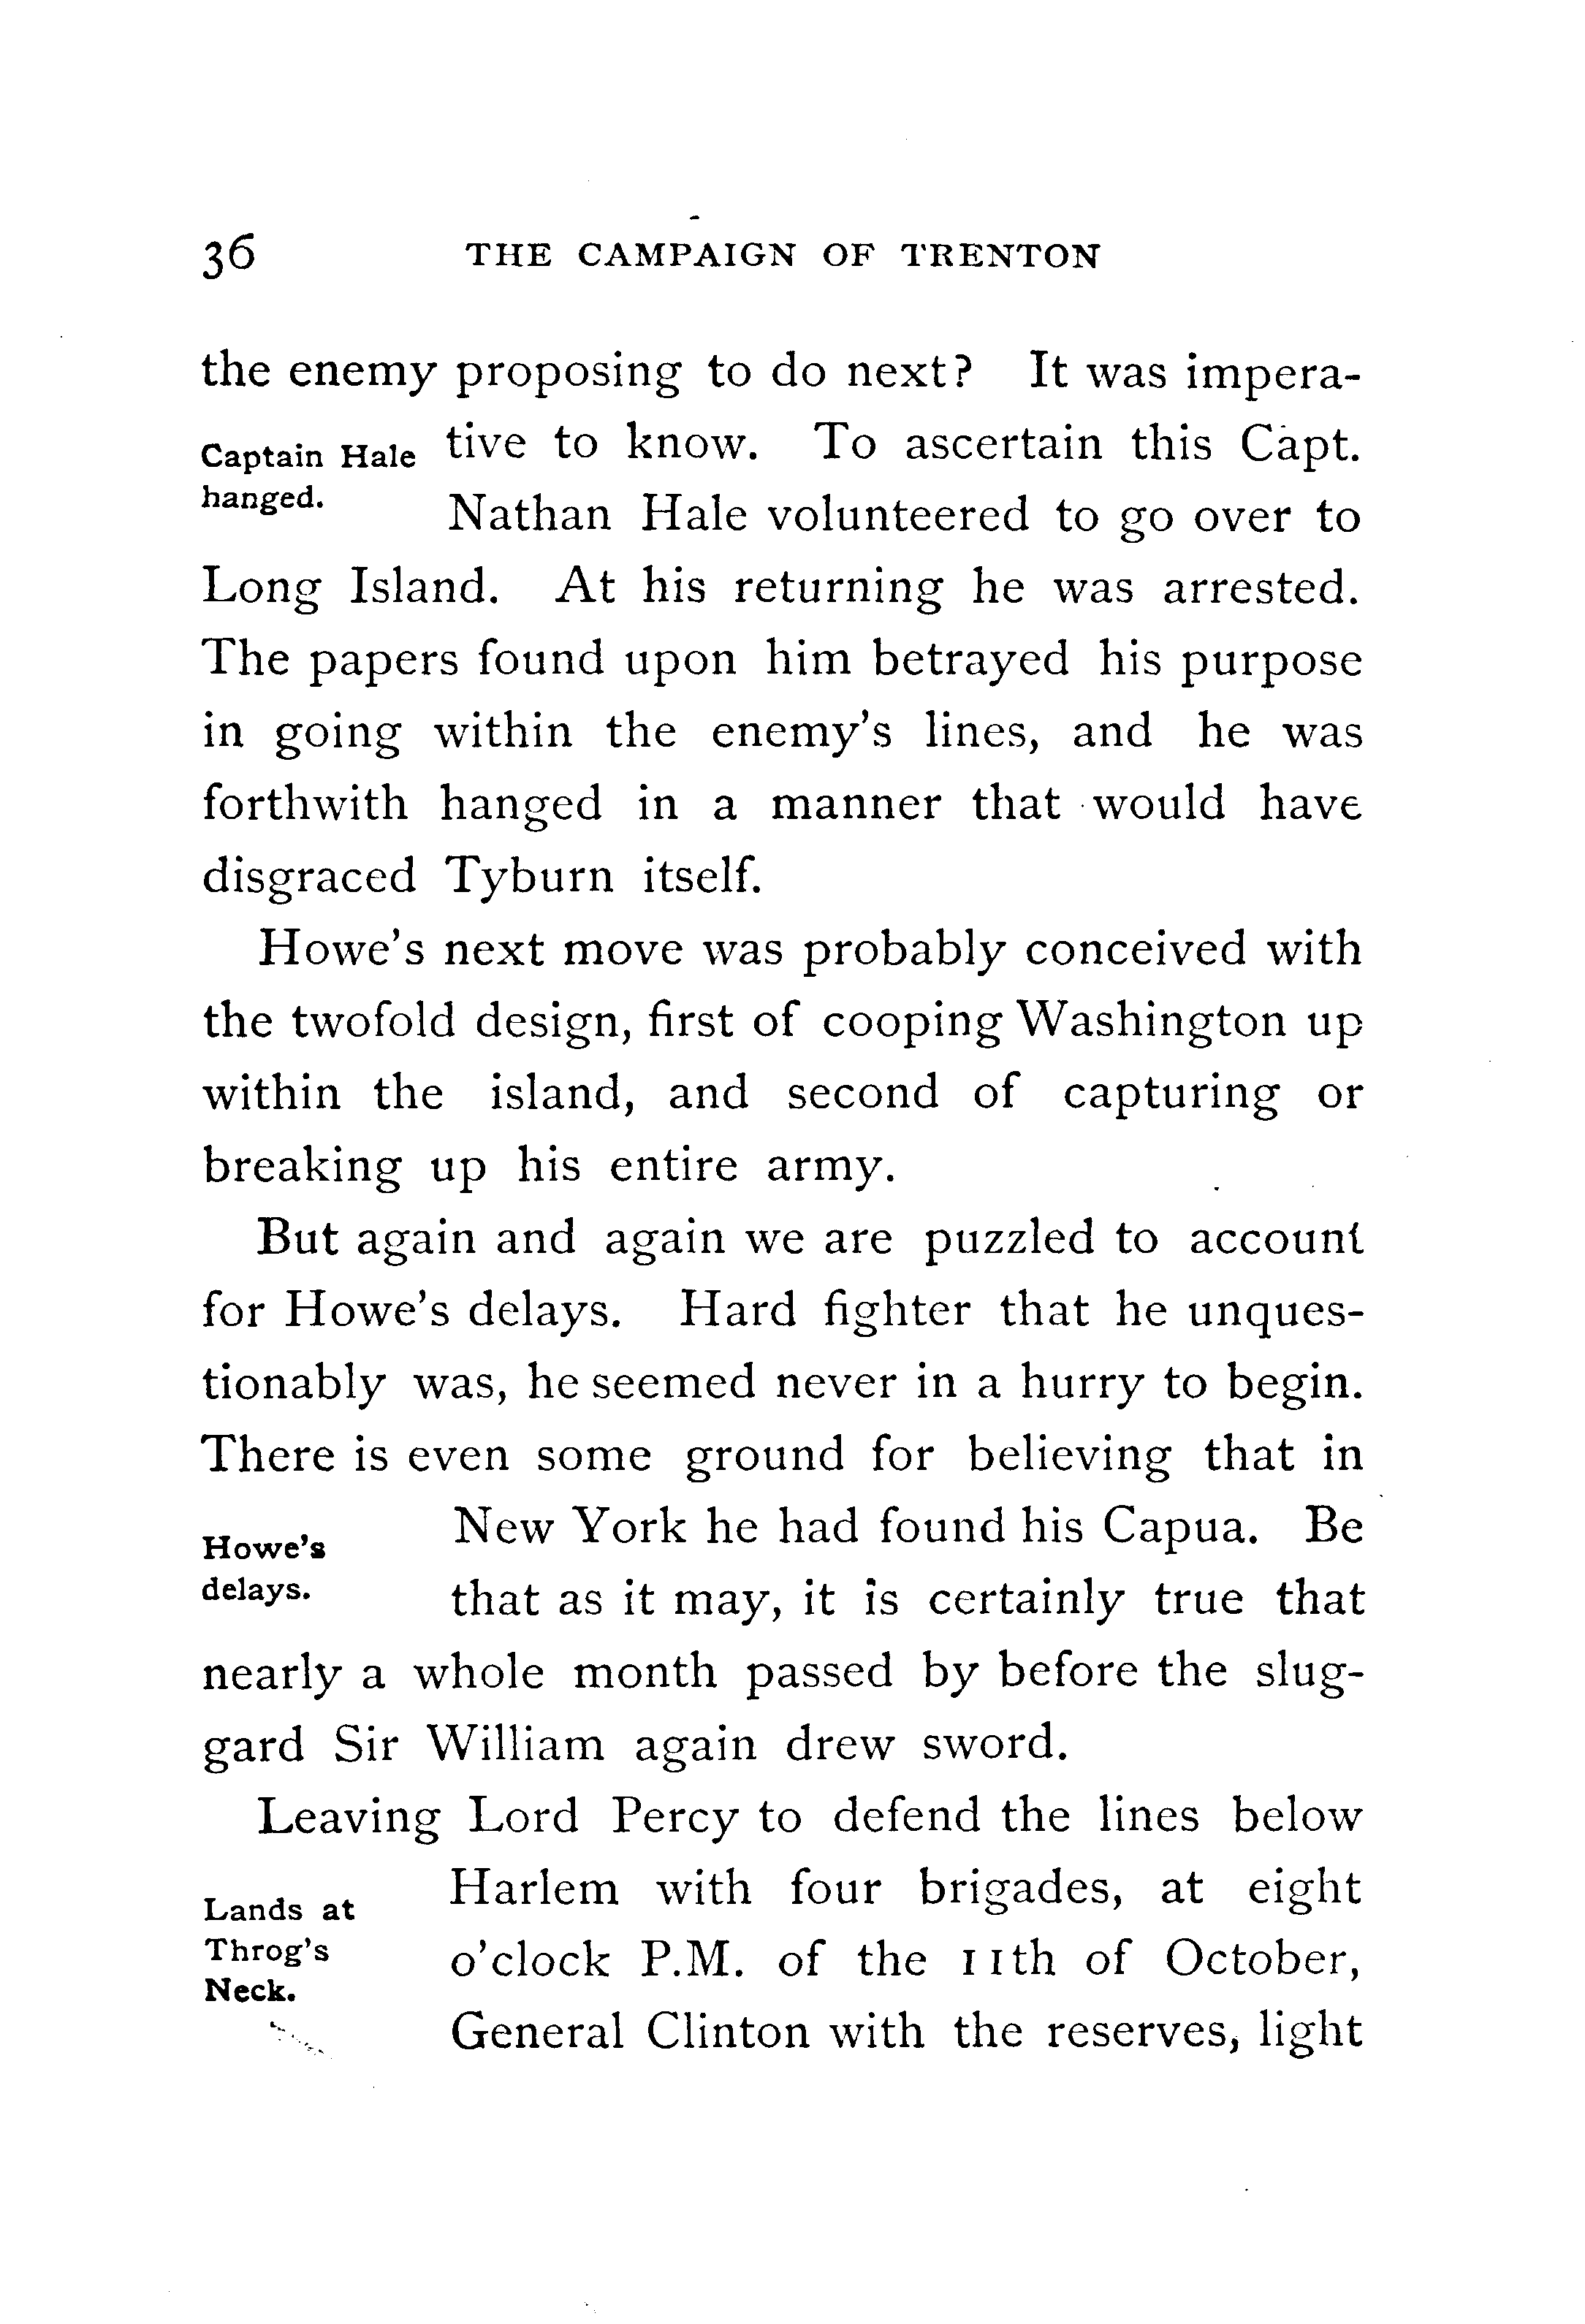 36 THE CAMPAIGN OF TRENTON
the enemy proposing to do next? It was impera-
Captain Hale
hanged.
tive to know. To ascertain this Capt.
Nathan Hale volunteered to go over to
Long Island. At his returning he was arrested.
The papers found upon him betrayed his purpose
in going within the enemy's lines, and he was
forthwith hanged in a manner that would have
disgraced Tyburn itself.
Howe's next move was probably conceived with
the twofold design, first of cooping Washington up
within the island, and second of capturing or
breaking up his entire army.
But again and again we are puzzled to account
for Howe's delays. Hard fighter that he unques-
tionably was, he seemed never in a hurry to begin.
There is even some ground for believing that in
Howe's
delays.
New York he had found his Capua. Be
that as it may, it is certainly true that
nearly a whole month passed by before the slug-
gard Sir William again drew sword.
Leaving Lord Percy to defend the lines below
Lands at
Throg's
Neck.
Harlem with four brigades, at eight
o'clock P.M. of the 11th of October,
General Clinton with the reserves, light